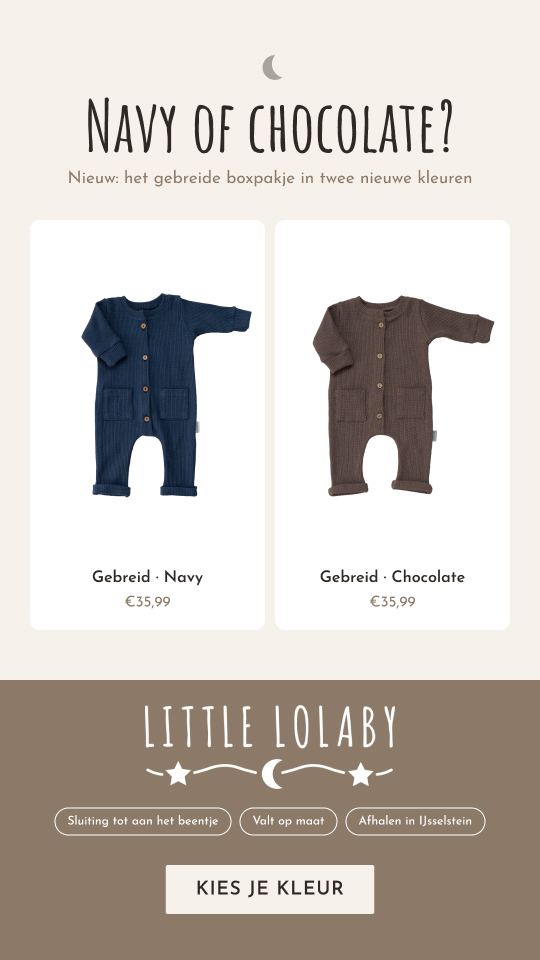 Navy of chocolate?
Nieuw: het gebreide boxpakje in twee nieuwe kleuren
Gebreid · Navy
€35,99
Gebreid · Chocolate
€35,99
LITTLE LOLABY
Sluiting tot aan het beentje
Valt op maat
Afhalen in IJsselstein
KIES JE KLEUR